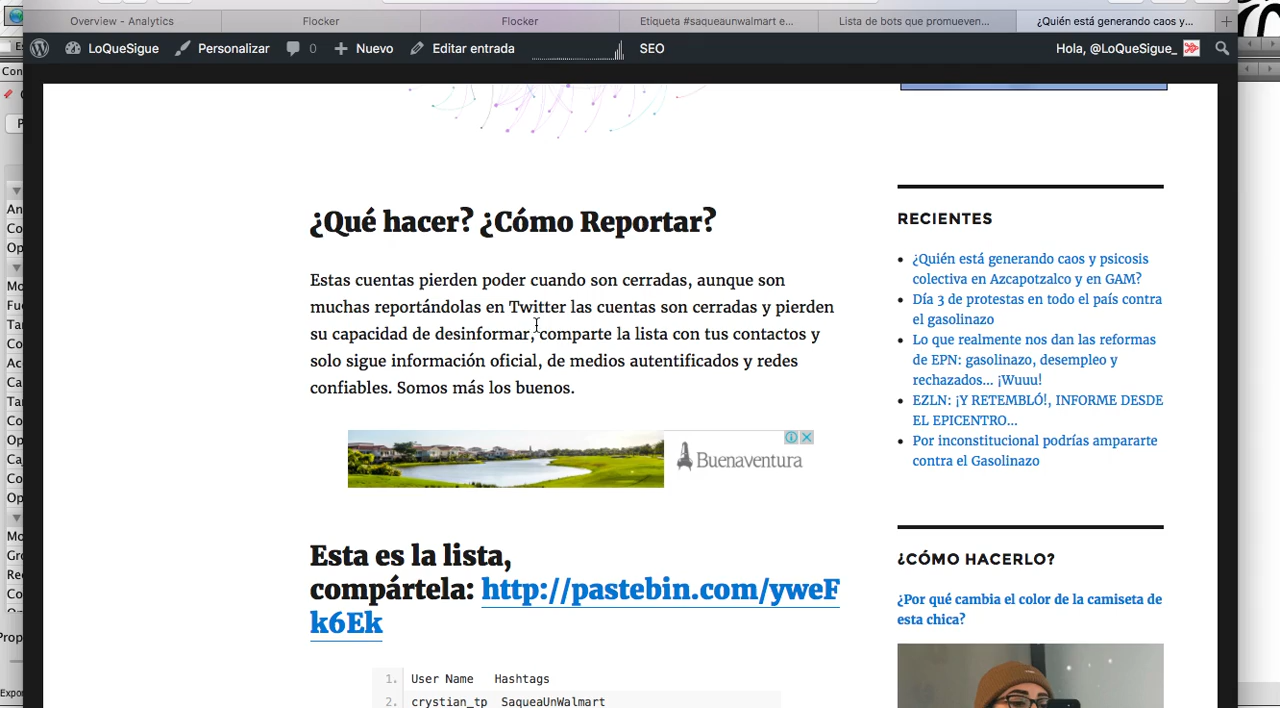 Overview - Analytics
Flocker
Flocker
Etiqueta #saqueaunwalmart e...
Lista de bots que promueven...
¿Quién está generando caos y...
LoQueSigue
Personalizar
0
Nuevo
Editar entrada
SEO
Hola, @LoQueSigue_
¿Qué hacer? ¿Cómo Reportar?
Estas cuentas pierden poder cuando son cerradas, aunque son
muchas reportándolas en Twitter las cuentas son cerradas y pierden
su capacidad de desinformar, comparte la lista con tus contactos y
solo sigue información oficial, de medios autentificados y redes
confiables. Somos más los buenos.
Buenaventura
Esta es la lista,
compártela: http://pastebin.com/yweF
k6Ek
1. User Name Hashtags
2. crystian_tp SaqueaUnWalmart
RECIENTES
¿Quién está generando caos y psicosis
colectiva en Azcapotzalco y en GAM?
Día 3 de protestas en todo el país contra
el gasolinazo
Lo que realmente nos dan las reformas
de EPN: gasolinazo, desempleo y
rechazados... ¡Wuuu!
EZLN: ¡Y RETEMBLÓ!, INFORME DESDE
EL EPICENTRO...
Por inconstitucional podrías ampararte
contra el Gasolinazo
¿CÓMO HACERLO?
¿Por qué cambia el color de la camiseta de
esta chica?